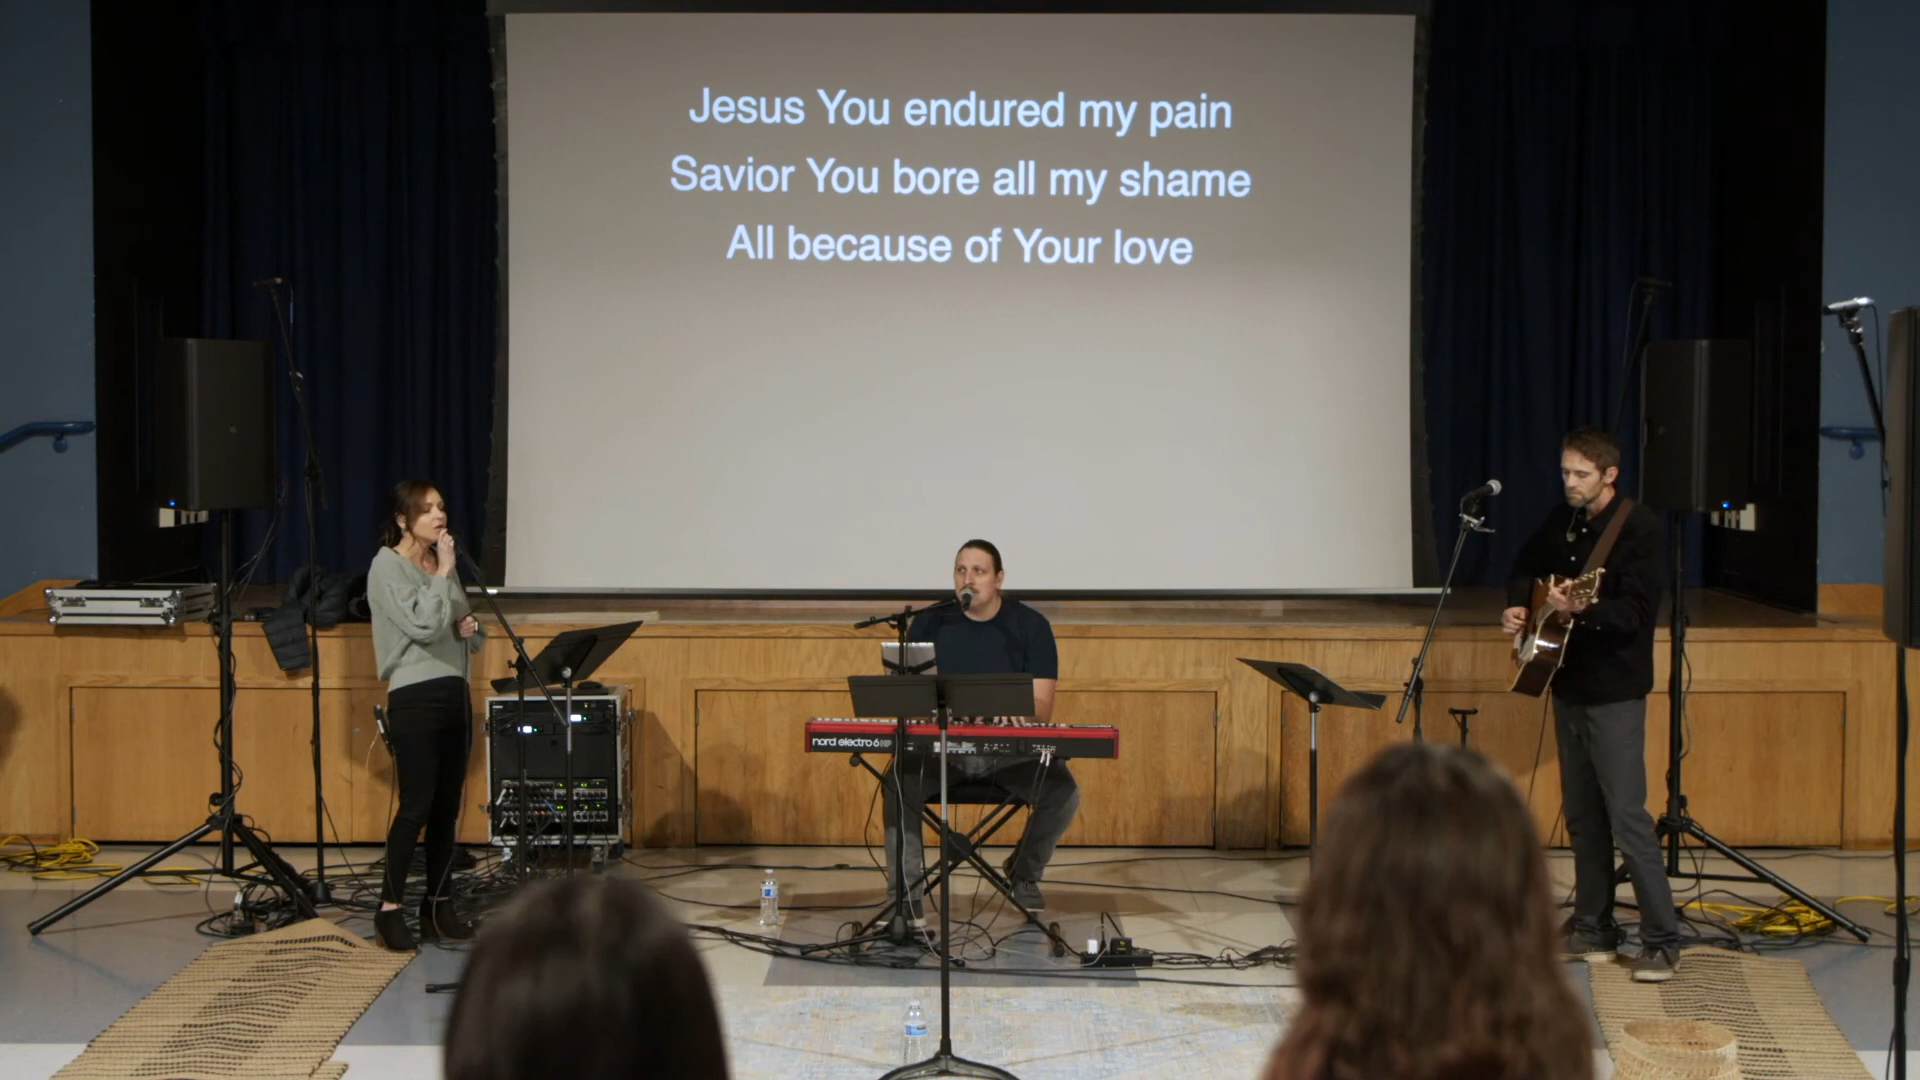 Jesus You endured my pain
Savior You bore all my shame
All because of Your love
nord electro 6 HP